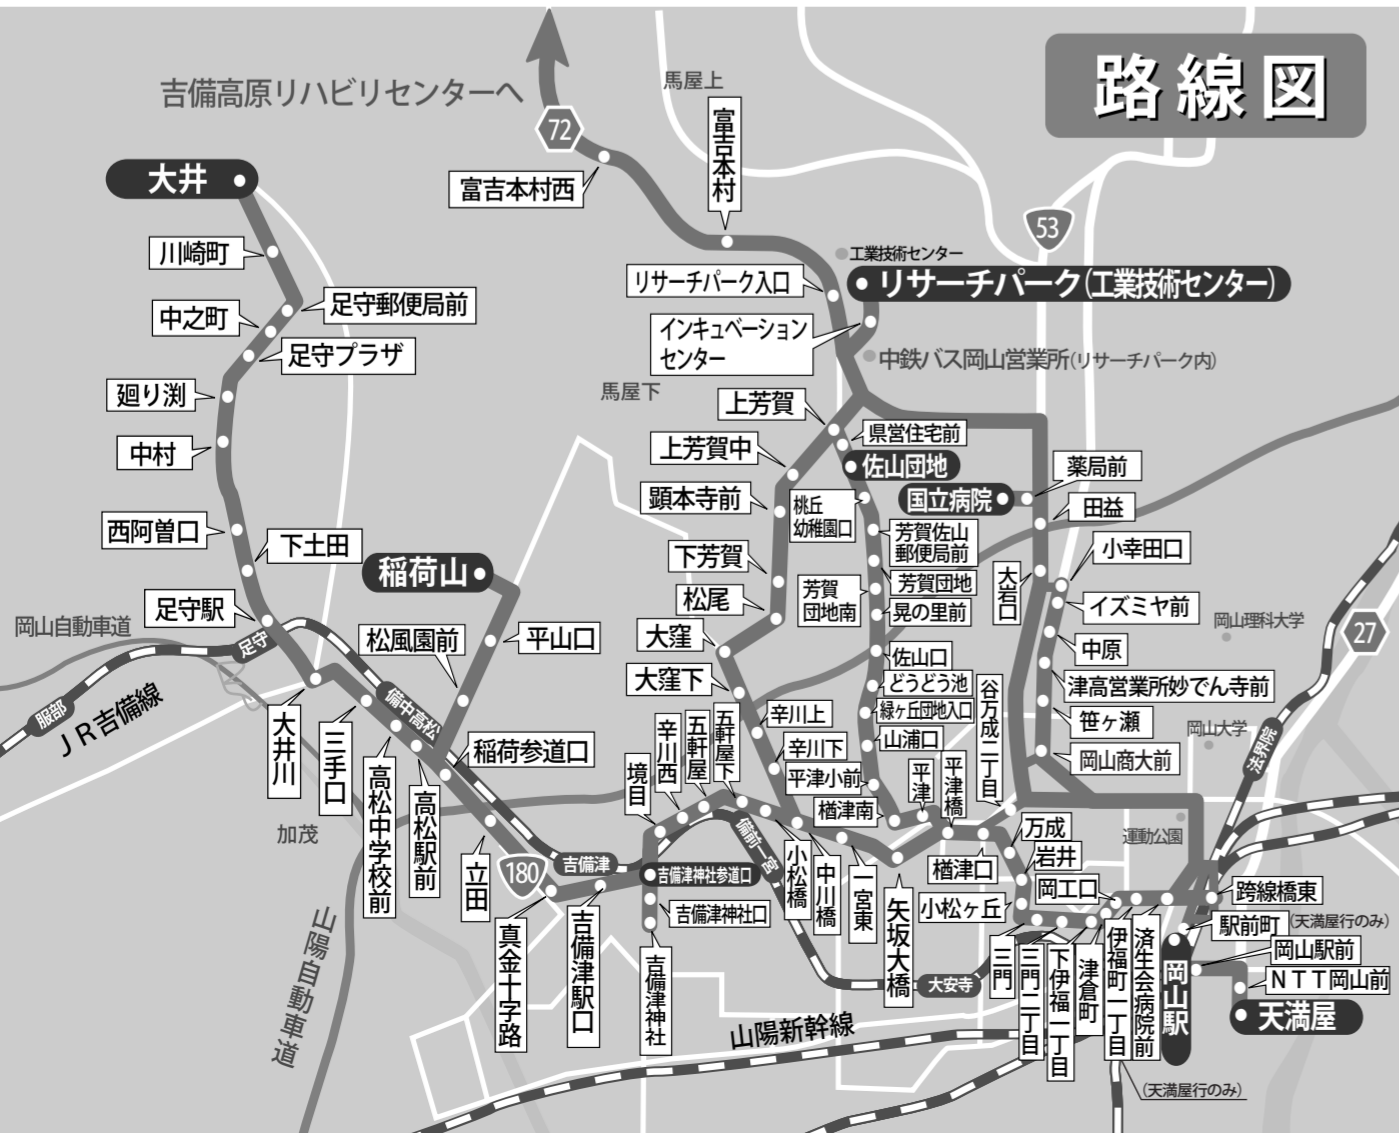 路線図
吉備高原リハビリセンターへ
馬屋上
72
富吉本村
大井
富吉本村西
53
川崎町
工業技術センター
リサーチパーク入口
リサーチパーク(工業技術センター)
足守郵便局前
中之町
インキュベーション
センター
足守プラザ
中鉄バス岡山営業所(リサーチパーク内)
廻り渕
馬屋下
上芳賀
県営住宅前
中村
上芳賀中
佐山団地
薬局前
顕本寺前
桃丘
幼稚園口
国立病院
田益
西阿曽口
下土田
芳賀佐山
郵便局前
小幸田口
下芳賀
稲荷山
芳賀団地
大岩口
足守駅
松尾
芳賀
団地南
晃の里前
イズミヤ前
岡山自動車道
足守
松風園前
平山口
大窪
岡山理科大学
27
佐山口
中原
大窪下
どうどう池
谷万成二丁目
津高営業所妙でん寺前
服部
JR吉備線
備中高松
辛川上
緑ヶ丘団地入口
笹ヶ瀬
岡山大学
大井川
三手口
稲荷参道口
境目
辛川西
五軒屋
五軒屋下
辛川下
山浦口
岡山商大前
法界院
高松中学校前
高松駅前
平津小前
平津
平津橋
楢津南
加茂
立田
180
吉備津
備前一宮
小松橋
中川橋
一宮東
矢坂大橋
楢津口
万成
岩井
運動公園
吉備津神社参道口
岡工口
跨線橋東
吉備津神社口
小松ヶ丘
駅前町
(天満屋行のみ)
山陽自動車道
真金十字路
吉備津駅口
吉備津神社
大安寺
三門
三門二丁目
下伊福一丁目
津倉町
伊福町一丁目
済生会病院前
岡山駅
岡山駅前
NTT岡山前
天満屋
山陽新幹線
(天満屋行のみ)